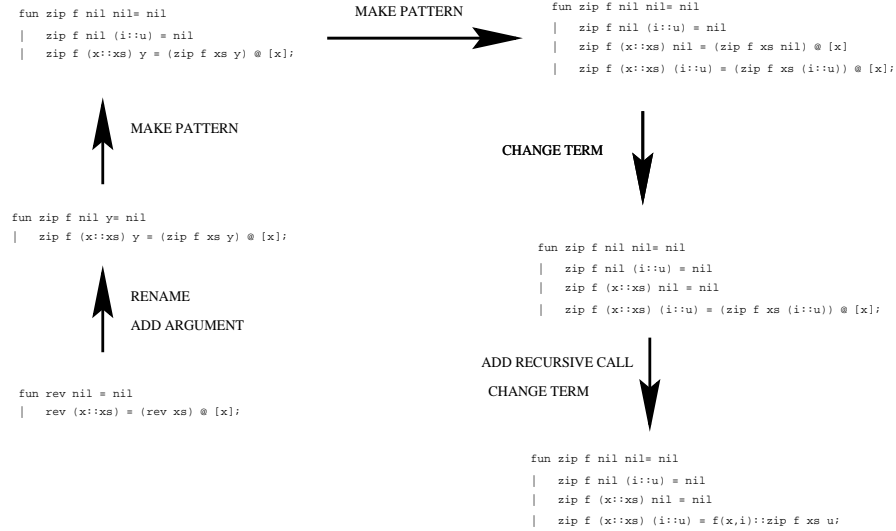 fun zip f nil nil= nil
| zip f nil (i::u) = nil
| zip f (x::xs) y = (zip f xs y) @ [x];
MAKE PATTERN
fun zip f nil nil= nil
| zip f nil (i::u) = nil
| zip f (x::xs) nil = (zip f xs nil) @ [x]
| zip f (x::xs) (i::u) = (zip f xs (i::u)) @ [x];
MAKE PATTERN
CHANGE TERM
fun zip f nil y= nil
| zip f (x::xs) y = (zip f xs y) @ [x];
fun zip f nil nil= nil
| zip f nil (i::u) = nil
| zip f (x::xs) nil = nil
| zip f (x::xs) (i::u) = (zip f xs (i::u)) @ [x];
RENAME
ADD ARGUMENT
ADD RECURSIVE CALL
CHANGE TERM
fun rev nil = nil
| rev (x::xs) = (rev xs) @ [x];
fun zip f nil nil= nil
| zip f nil (i::u) = nil
| zip f (x::xs) nil = nil
| zip f (x::xs) (i::u) = f(x,i)::zip f xs u;